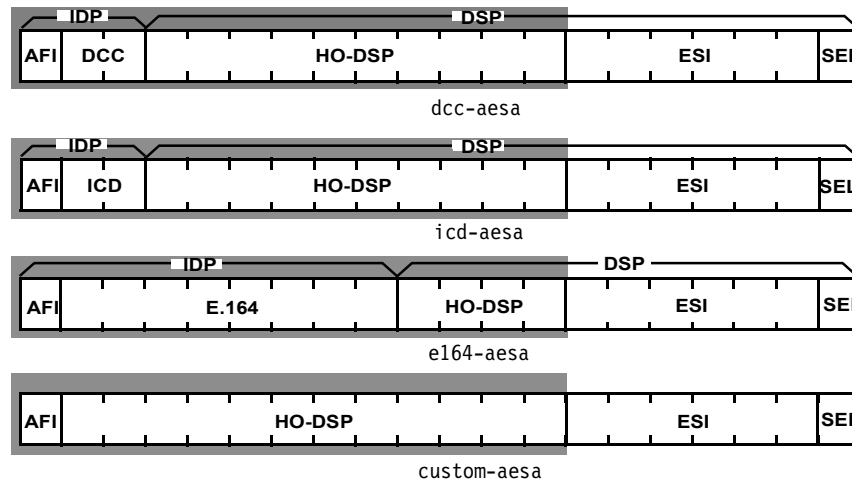 IDP DSP
AFI DCC HO-DSP ESI SEL
dcc-aesa
IDP DSP
AFI ICD HO-DSP ESI SEL
icd-aesa
IDP DSP
AFI E.164 HO-DSP ESI SEL
e164-aesa
AFI HO-DSP ESI SEL
custom-aesa